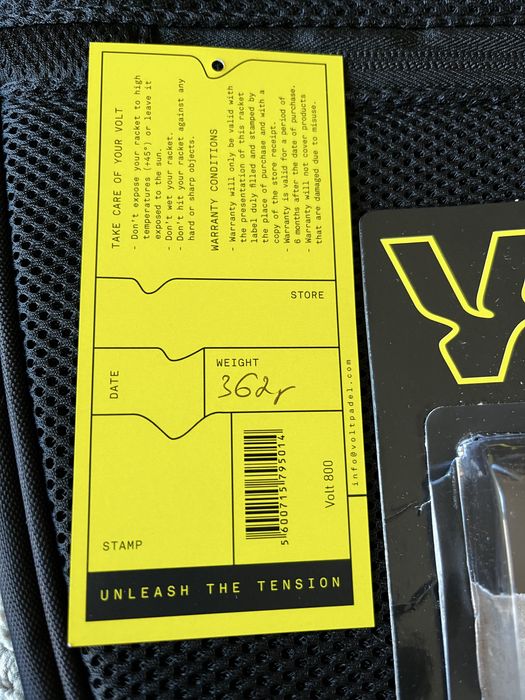 TAKE CARE OF YOUR VOLT
- Don't expose your racket to high
temperatures (+45°) or leave it
exposed to the sun.
- Don't wet your racket.
- Don't hit your racket against any
hard or sharp objects.
WARRANTY CONDITIONS
- Warranty will only be valid with
the presentation of this racket
label duly filled and stamped by
the place of purchase and with a
copy of the store receipt.
- Warranty is valid for a period of
6 months after the date of purchase.
- Warranty will not cover products
that are damaged due to misuse.
STORE
DATE
WEIGHT
362г
info@voltpadel.com
5 600715 795014
Volt 800
STAMP
UNLEASH THE TENSION